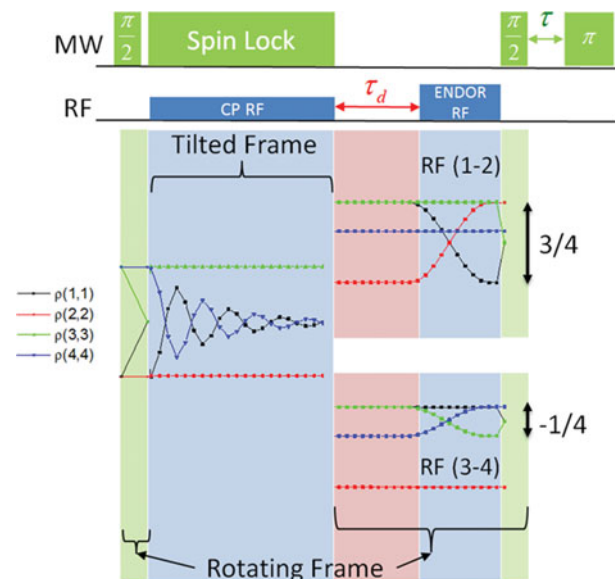 MW
π/2
Spin Lock
π/2
τ
π
RF
CP RF
τd
ENDOR
RF
Tilted Frame
RF (1-2)
3/4
ρ(1,1)
ρ(2,2)
ρ(3,3)
ρ(4,4)
-1/4
RF (3-4)
Rotating Frame